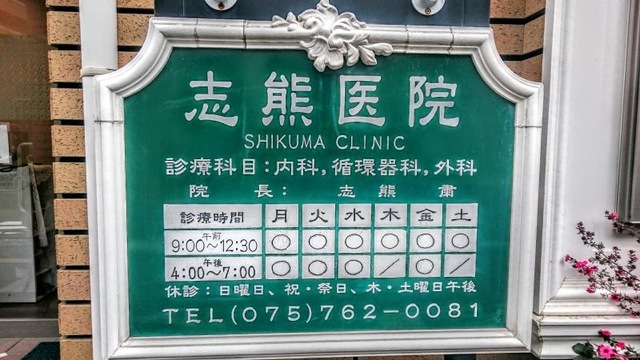 志熊医院
SHIKUMA CLINIC
診療科目:内科,循環器科,外科
院長: 志熊 粛
診療時間 月 火 水 木 金 土
午前
9:00〜12:30 ○ ○ ○ ○ ○ ○
午後
4:00〜7:00 ○ ○ ○ / ○ /
休診:日曜日、祝・祭日、木・土曜日午後
TEL(075)762-0081